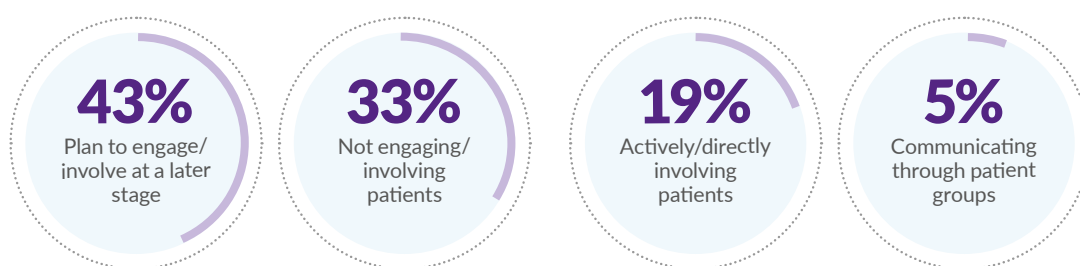 43%
Plan to engage/
involve at a later
stage
33%
Not engaging/
involving
patients
19%
Actively/directly
involving
patients
5%
Communicating
through patient
groups